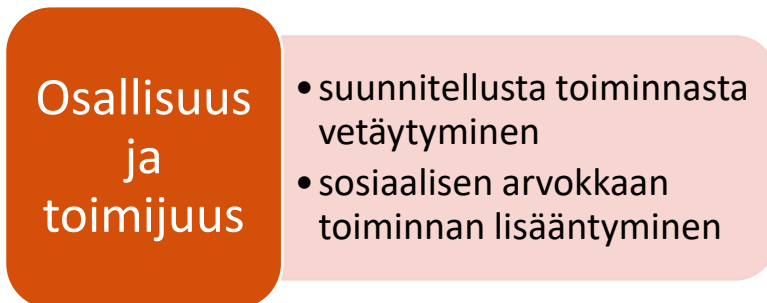 Osallisuus
ja
toimijuus
• suunnitellusta toiminnasta
vetäytyminen
• sosiaalisen arvokkaan
toiminnan lisääntyminen